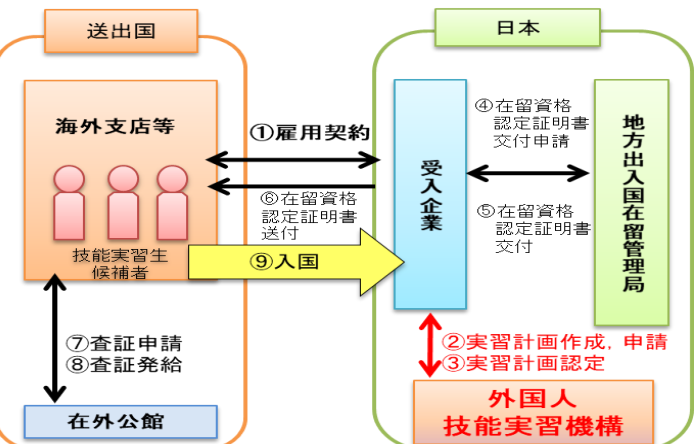 送出国
日本
海外支店等
技能実習生
候補者
①雇用契約
⑥在留資格
認定証明書
送付
⑨入国
受入企業
④在留資格
認定証明書
交付申請
⑤在留資格
認定証明書
交付
地方出入国在留管理局
⑦査証申請
⑧査証発給
②実習計画作成，申請
③実習計画認定
在外公館
外国人
技能実習機構